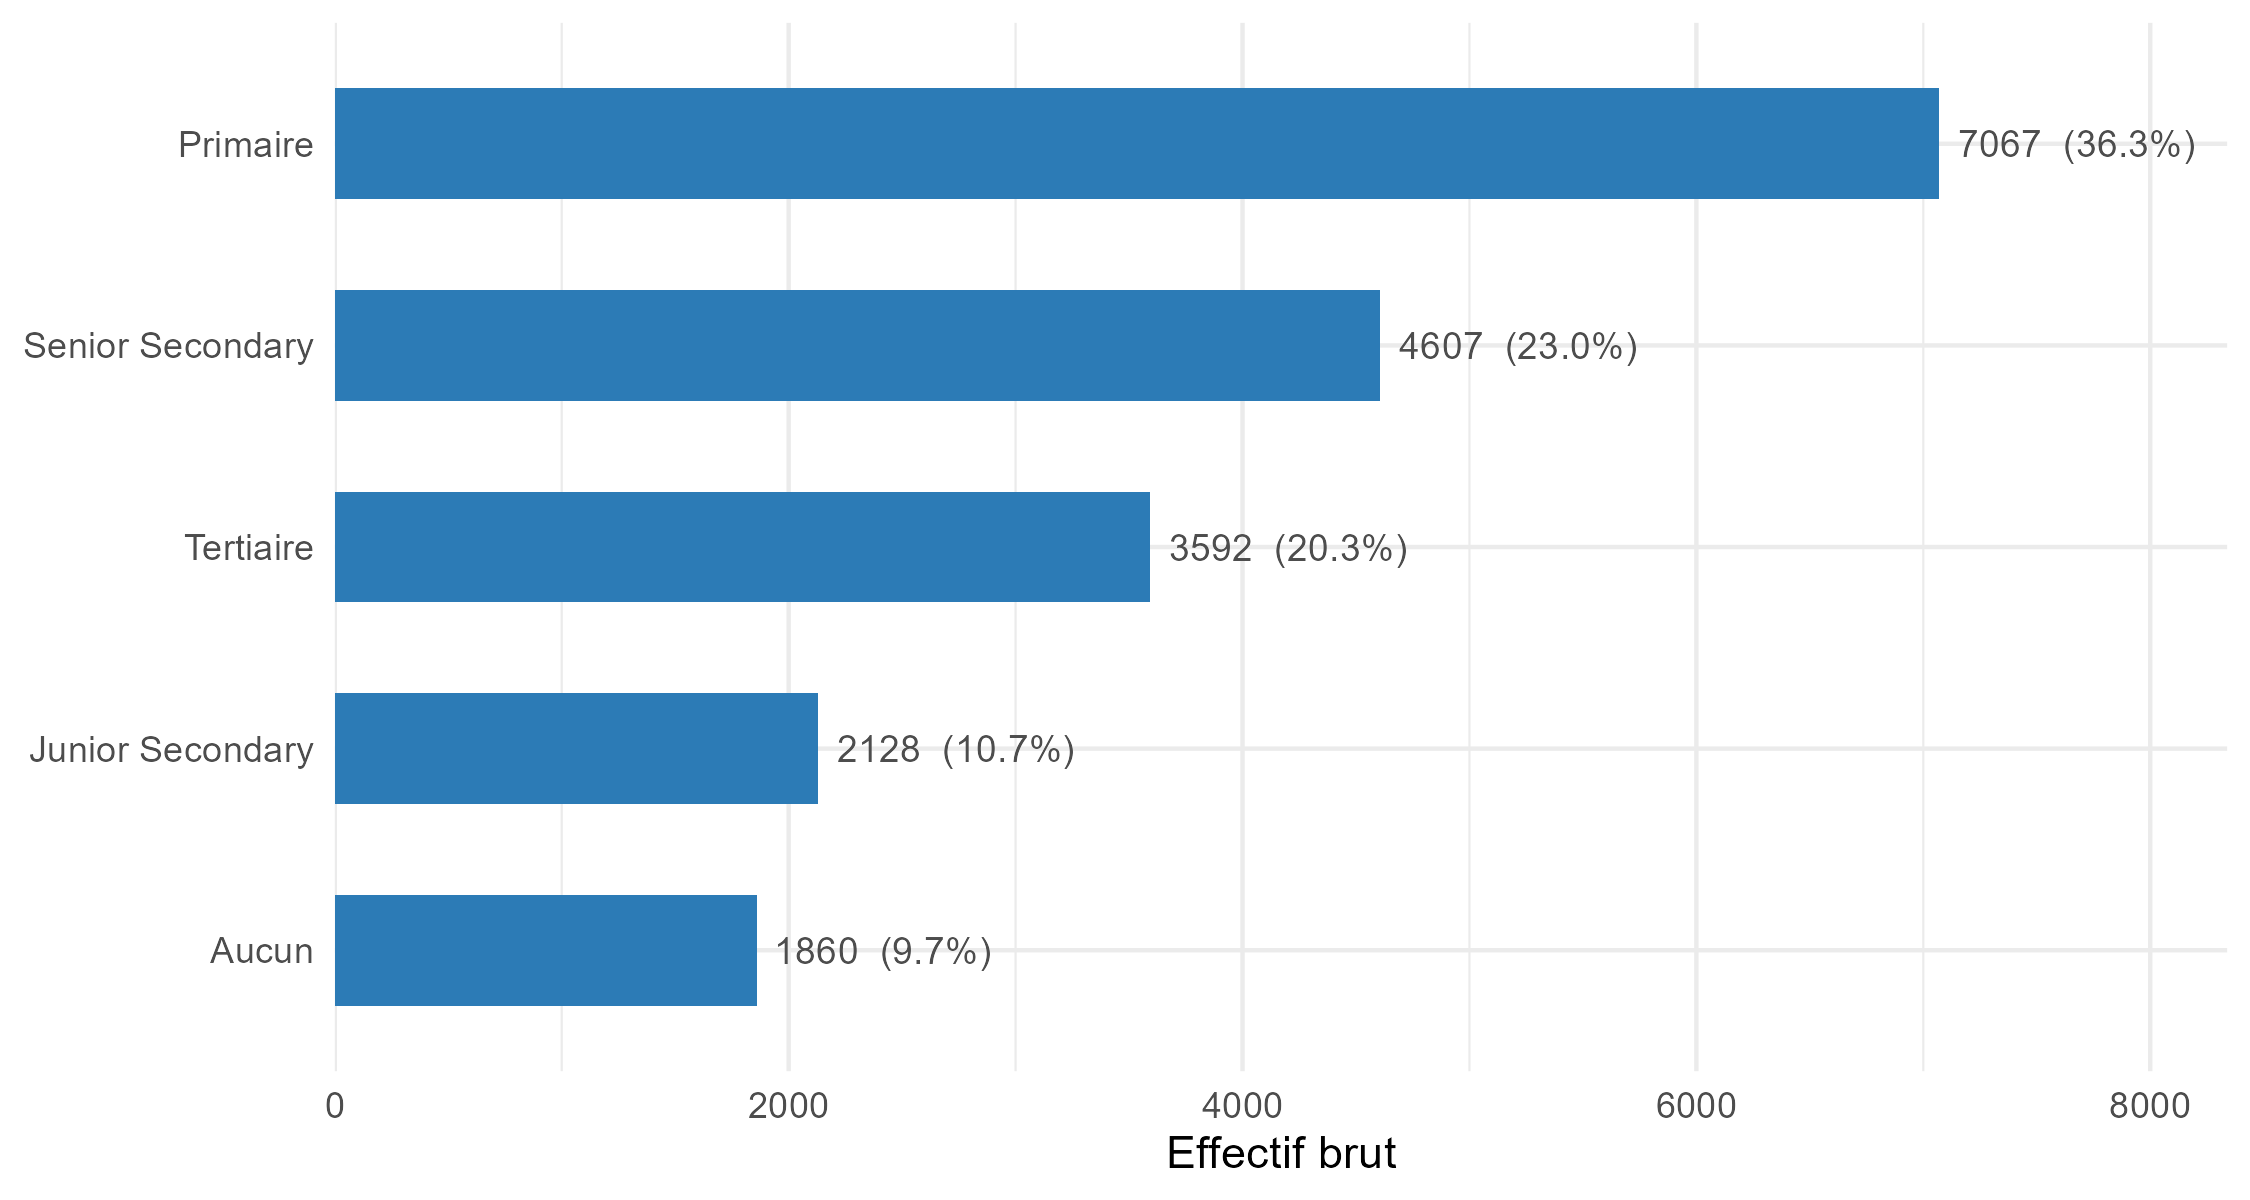 Primaire 7067 (36.3%)
Senior Secondary 4607 (23.0%)
Tertiaire 3592 (20.3%)
Junior Secondary 2128 (10.7%)
Aucun 1860 (9.7%)
0 2000 4000 6000 8000
Effectif brut